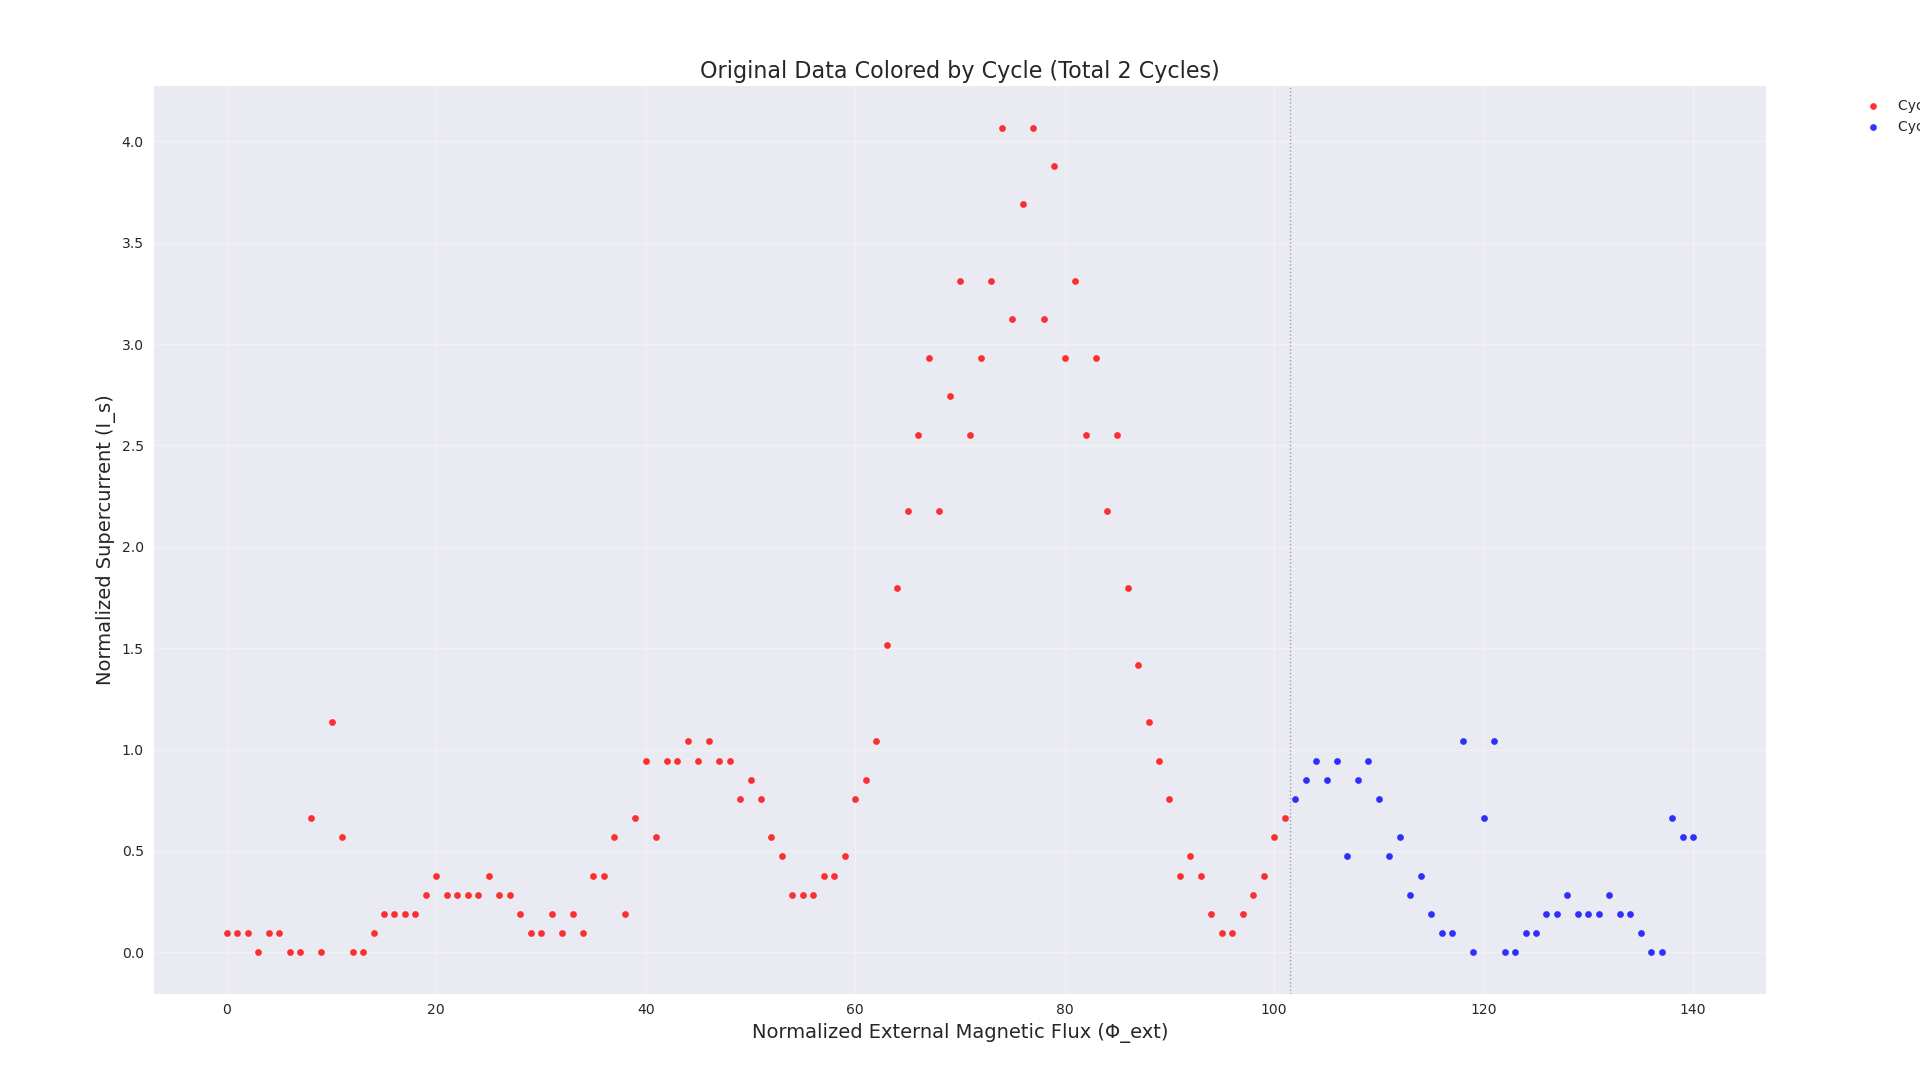 Original Data Colored by Cycle (Total 2 Cycles)
Cyc
Cyc
4.0
3.5
3.0
2.5
2.0
1.5
1.0
0.5
0.0
Normalized Supercurrent (I_s)
0 20 40 60 80 100 120 140
Normalized External Magnetic Flux (Φ_ext)